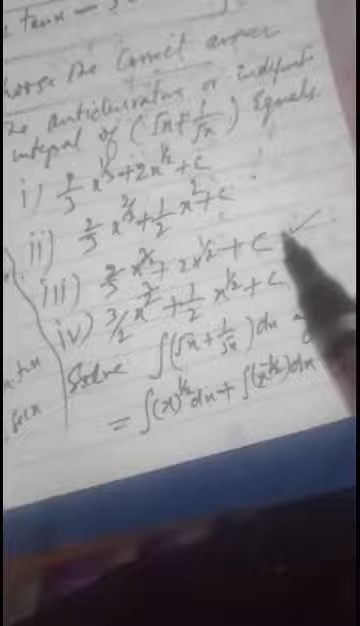 tanx -
the correct answer
The antiderivative or indefinite
integral of (√x + 1/√x) Equals
i) 2/3 x^1/3 + 2x^1/2 + c
ii) 2/3 x^2/3 + 1/2 x^2 + c
iii) 2/3 x^3/2 + 2x^1/2 + c ✓
iv) 3/2 x^3/2 + 1/2 x^1/2 + c
Solve ∫(√x + 1/√x) dx
= ∫(x)^1/2 dx + ∫(x^-1/2) dx